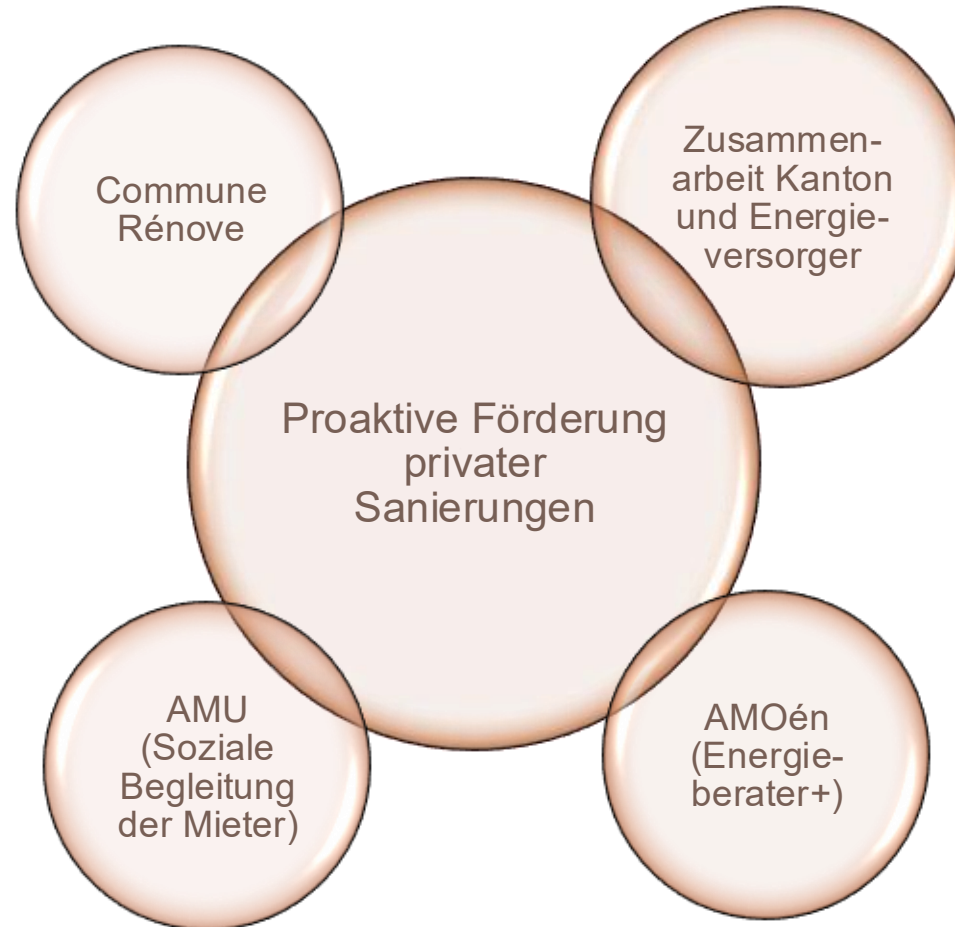 Commune
Rénove
Zusammen-
arbeit Kanton
und Energie-
versorger
Proaktive Förderung
privater
Sanierungen
AMU
(Soziale
Begleitung
der Mieter)
AMOén
(Energie-
berater+)